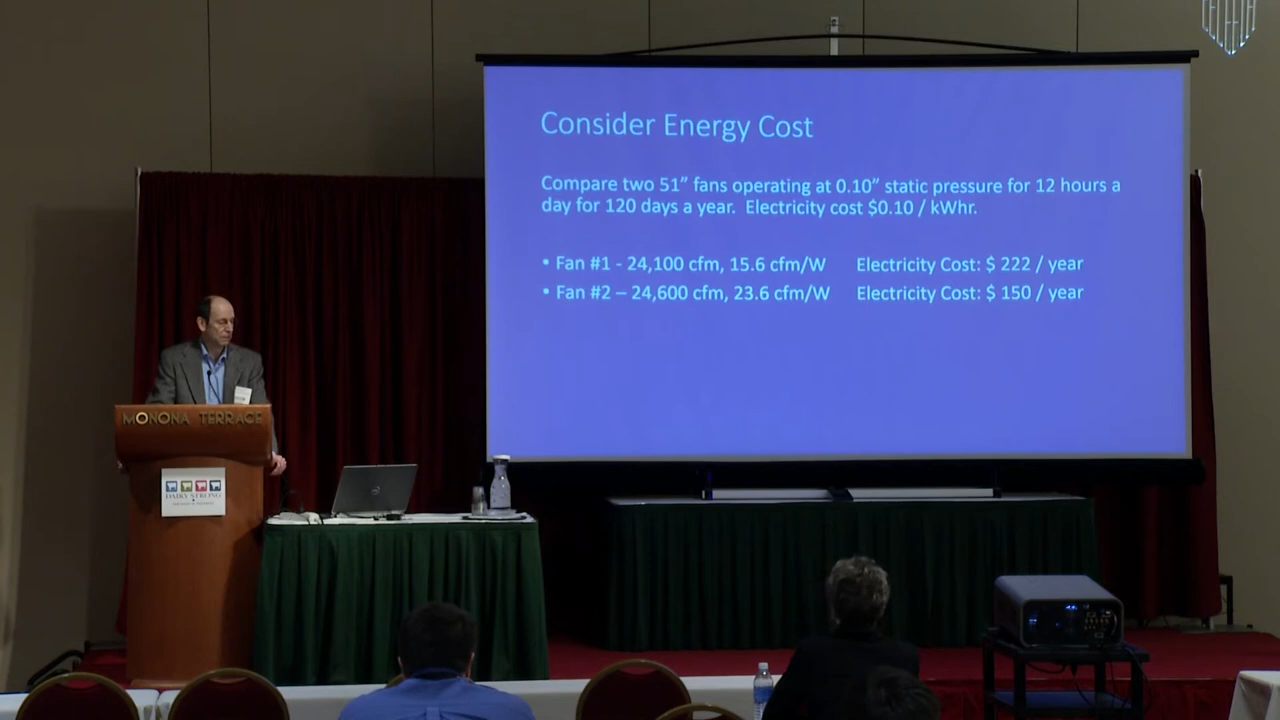 Consider Energy Cost
Compare two 51” fans operating at 0.10” static pressure for 12 hours a
day for 120 days a year. Electricity cost $0.10 / kWhr.
• Fan #1 - 24,100 cfm, 15.6 cfm/W Electricity Cost: $ 222 / year
• Fan #2 – 24,600 cfm, 23.6 cfm/W Electricity Cost: $ 150 / year
MONONA TERRACE
DAIRY STRONG